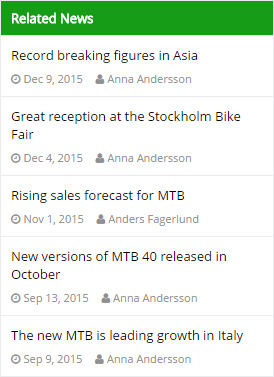 Related News
Record breaking figures in Asia
Dec 9, 2015 Anna Andersson
Great reception at the Stockholm Bike
Fair
Dec 4, 2015 Anna Andersson
Rising sales forecast for MTB
Nov 1, 2015 Anders Fagerlund
New versions of MTB 40 released in
October
Sep 13, 2015 Anna Andersson
The new MTB is leading growth in Italy
Sep 9, 2015 Anna Andersson